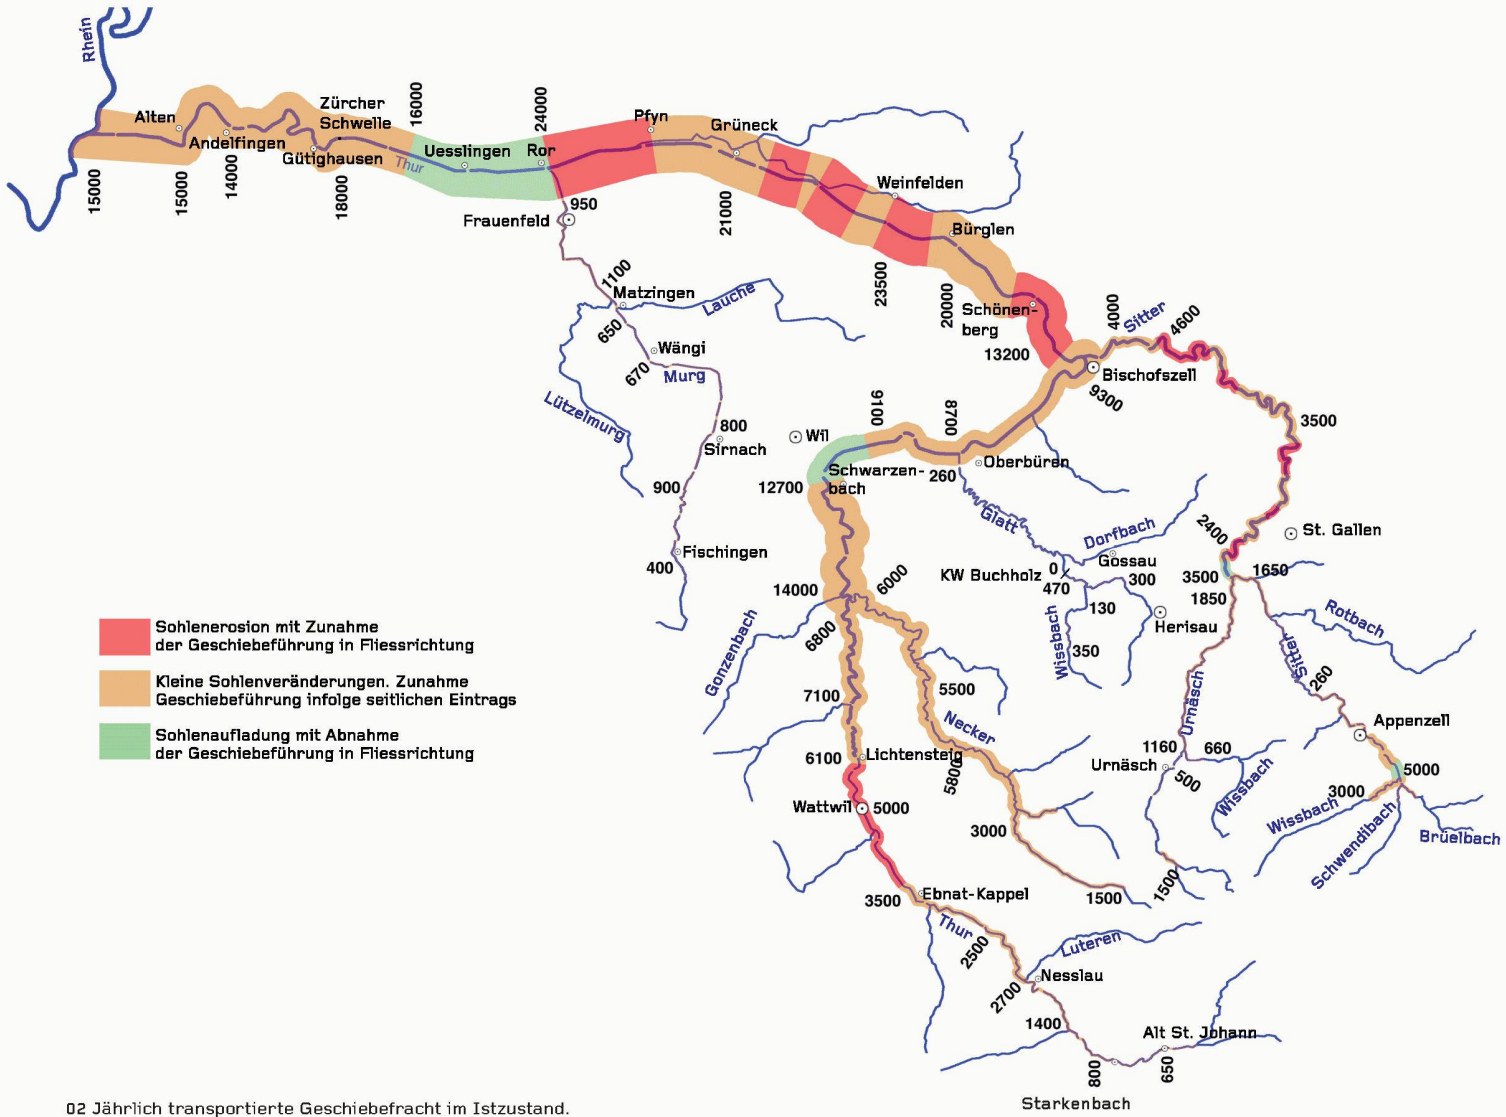 Rhein
Alten
Andelfingen
Zürcher
Schwelle
Gütighausen
Thur
16000
24000
Uesslingen
Ror
Pfyn
Grüneck
Weinfelden
Bürglen
15000
15000
14000
18000
21000
23500
20000
Frauenfeld
950
1100
Matzingen
Lauche
650
Wängi
670
Murg
Lützelmurg
800
Sirnach
900
Fischingen
400
Schönen-
berg
13200
4000
Sitter
4600
Bischofszell
9300
3500
Wil
9100
8700
Schwarzen-
bach
12700
Oberbüren
260
Glatt
Dorfbach
Gossau
KW Buchholz
0
470
300
130
Wissbach
350
Herisau
2400
St. Gallen
3500
1650
1850
Rotbach
Sitter
260
Appenzell
Urnäsch
14000
6000
6800
Gonzenbach
7100
5500
Necker
6100
Lichtensteig
5800
Wattwil
5000
3000
1500
1160
660
Urnäsch
500
Wissbach
1500
5000
3000
Wissbach
Schwendibach
Brüelbach
3500
Ebnat-Kappel
Thur
2500
Luteren
Nesslau
2700
1400
Alt St. Johann
800
650
Starkenbach
Sohlenerosion mit Zunahme
der Geschiebeführung in Fliessrichtung
Kleine Sohlenveränderungen. Zunahme
Geschiebeführung infolge seitlichen Eintrags
Sohlenaufladung mit Abnahme
der Geschiebeführung in Fliessrichtung
02 Jährlich transportierte Geschiebefracht im Istzustand.